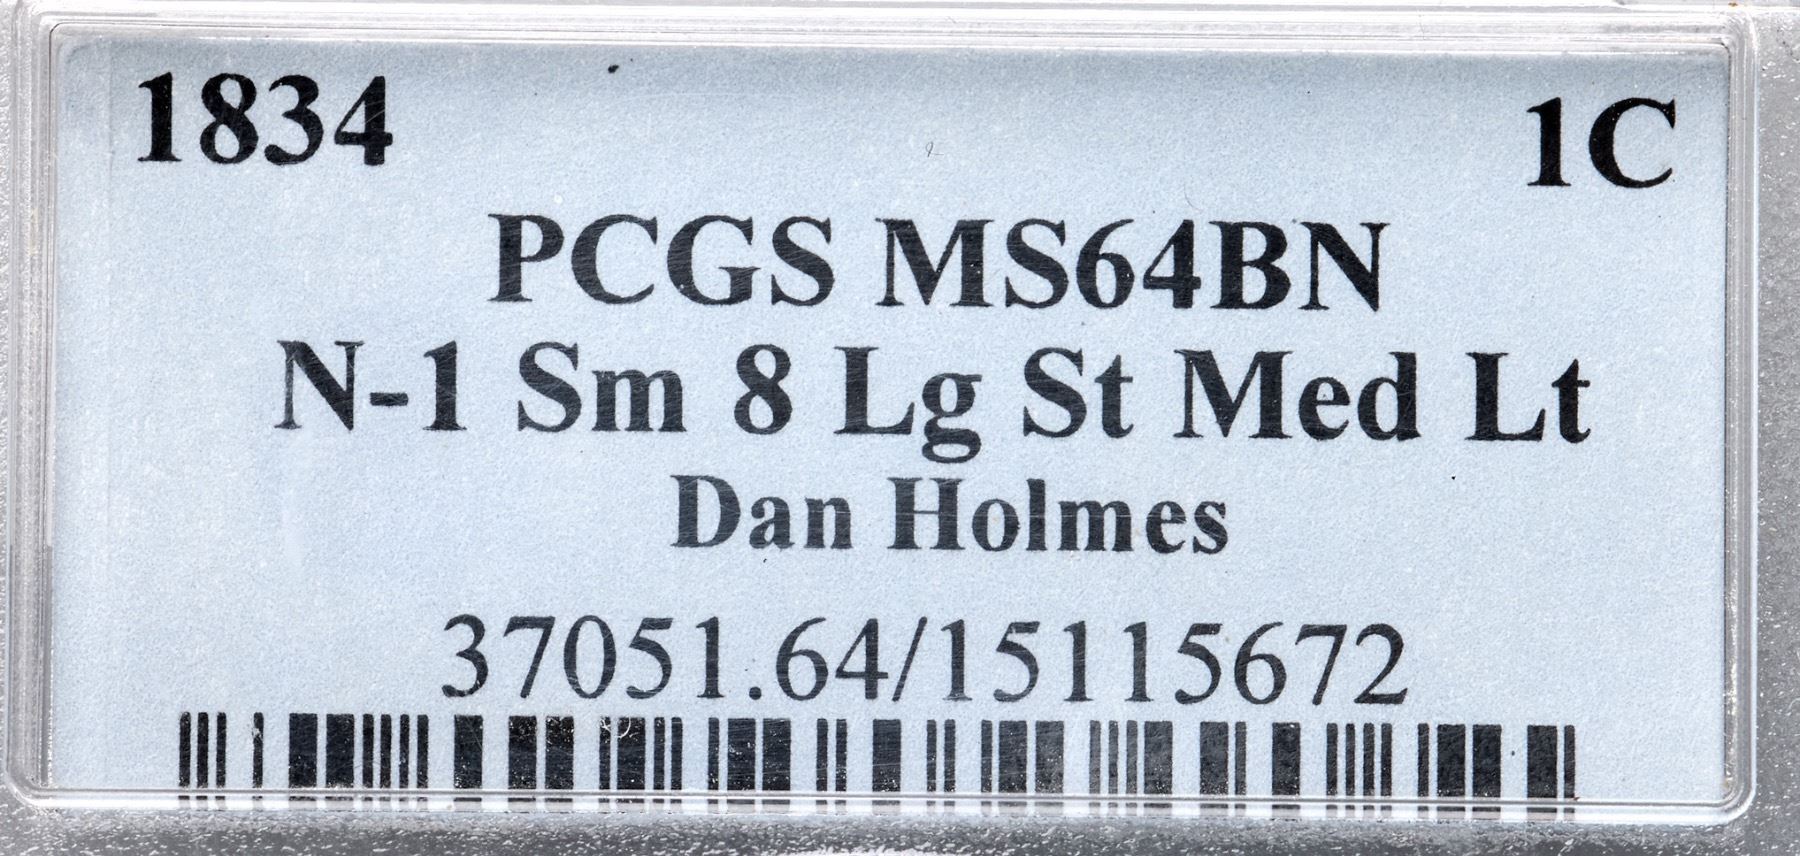 1834 1C
PCGS MS64BN
N-1 Sm 8 Lg St Med Lt
Dan Holmes
37051.64/15115672